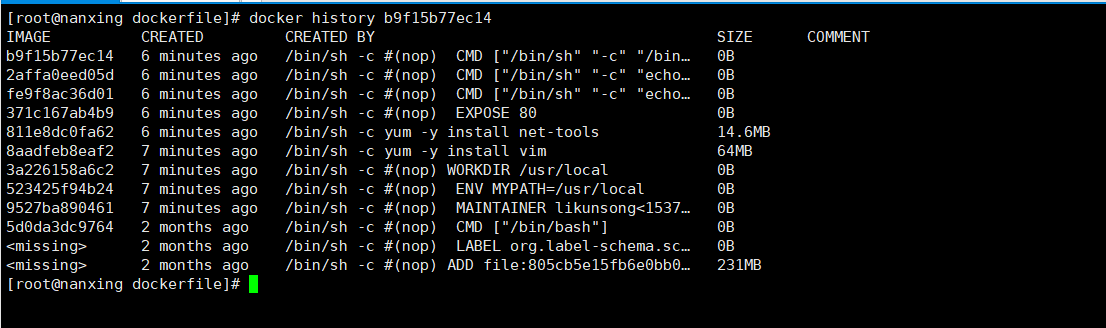 [root@nanxing dockerfile]# docker history b9f15b77ec14
IMAGE CREATED CREATED BY SIZE COMMENT
b9f15b77ec14 6 minutes ago /bin/sh -c #(nop) CMD ["/bin/sh" "-c" "/bin… 0B
2affa0eed05d 6 minutes ago /bin/sh -c #(nop) CMD ["/bin/sh" "-c" "echo… 0B
fe9f8ac36d01 6 minutes ago /bin/sh -c #(nop) CMD ["/bin/sh" "-c" "echo… 0B
371c167ab4b9 6 minutes ago /bin/sh -c #(nop) EXPOSE 80 0B
811e8dc0fa62 6 minutes ago /bin/sh -c yum -y install net-tools 14.6MB
8aadfeb8eaf2 7 minutes ago /bin/sh -c yum -y install vim 64MB
3a226158a6c2 7 minutes ago /bin/sh -c #(nop) WORKDIR /usr/local 0B
523425f94b24 7 minutes ago /bin/sh -c #(nop) ENV MYPATH=/usr/local 0B
9527ba890461 7 minutes ago /bin/sh -c #(nop) MAINTAINER likunsong<1537… 0B
5d0da3dc9764 2 months ago /bin/sh -c #(nop) CMD ["/bin/bash"] 0B
<missing> 2 months ago /bin/sh -c #(nop) LABEL org.label-schema.sc… 0B
<missing> 2 months ago /bin/sh -c #(nop) ADD file:805cb5e15fb6e0bb0… 231MB
[root@nanxing dockerfile]#